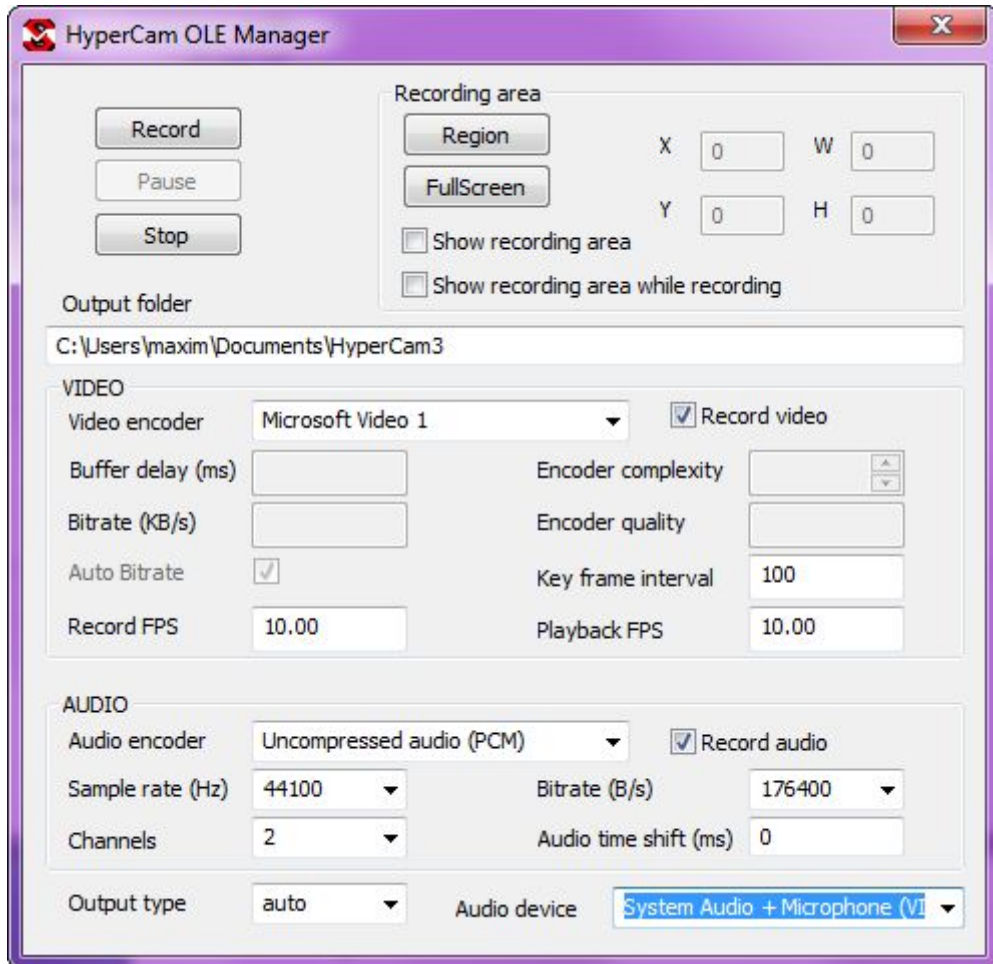 HyperCam OLE Manager
Record
Pause
Stop
Recording area
Region
FullScreen
X 0 W 0
Y 0 H 0
Show recording area
Show recording area while recording
Output folder
C:\Users\maxim\Documents\HyperCam3
VIDEO
Video encoder Microsoft Video 1 Record video
Buffer delay (ms) Encoder complexity
Bitrate (KB/s) Encoder quality
Auto Bitrate Key frame interval 100
Record FPS 10.00 Playback FPS 10.00
AUDIO
Audio encoder Uncompressed audio (PCM) Record audio
Sample rate (Hz) 44100 Bitrate (B/s) 176400
Channels 2 Audio time shift (ms) 0
Output type auto Audio device System Audio + Microphone (VI